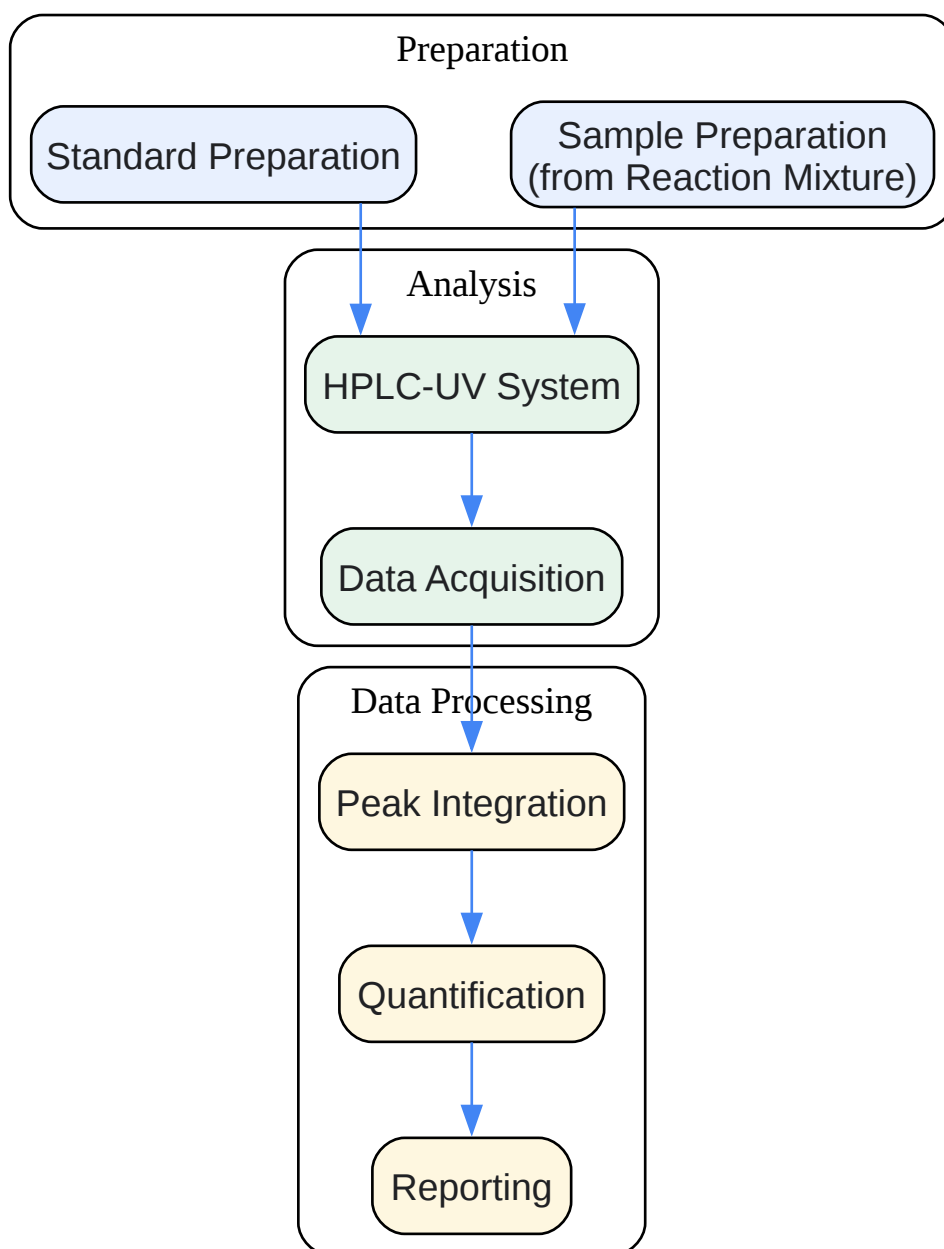 Preparation
Standard Preparation
Sample Preparation
(from Reaction Mixture)
Analysis
HPLC-UV System
Data Acquisition
Data Processing
Peak Integration
Quantification
Reporting